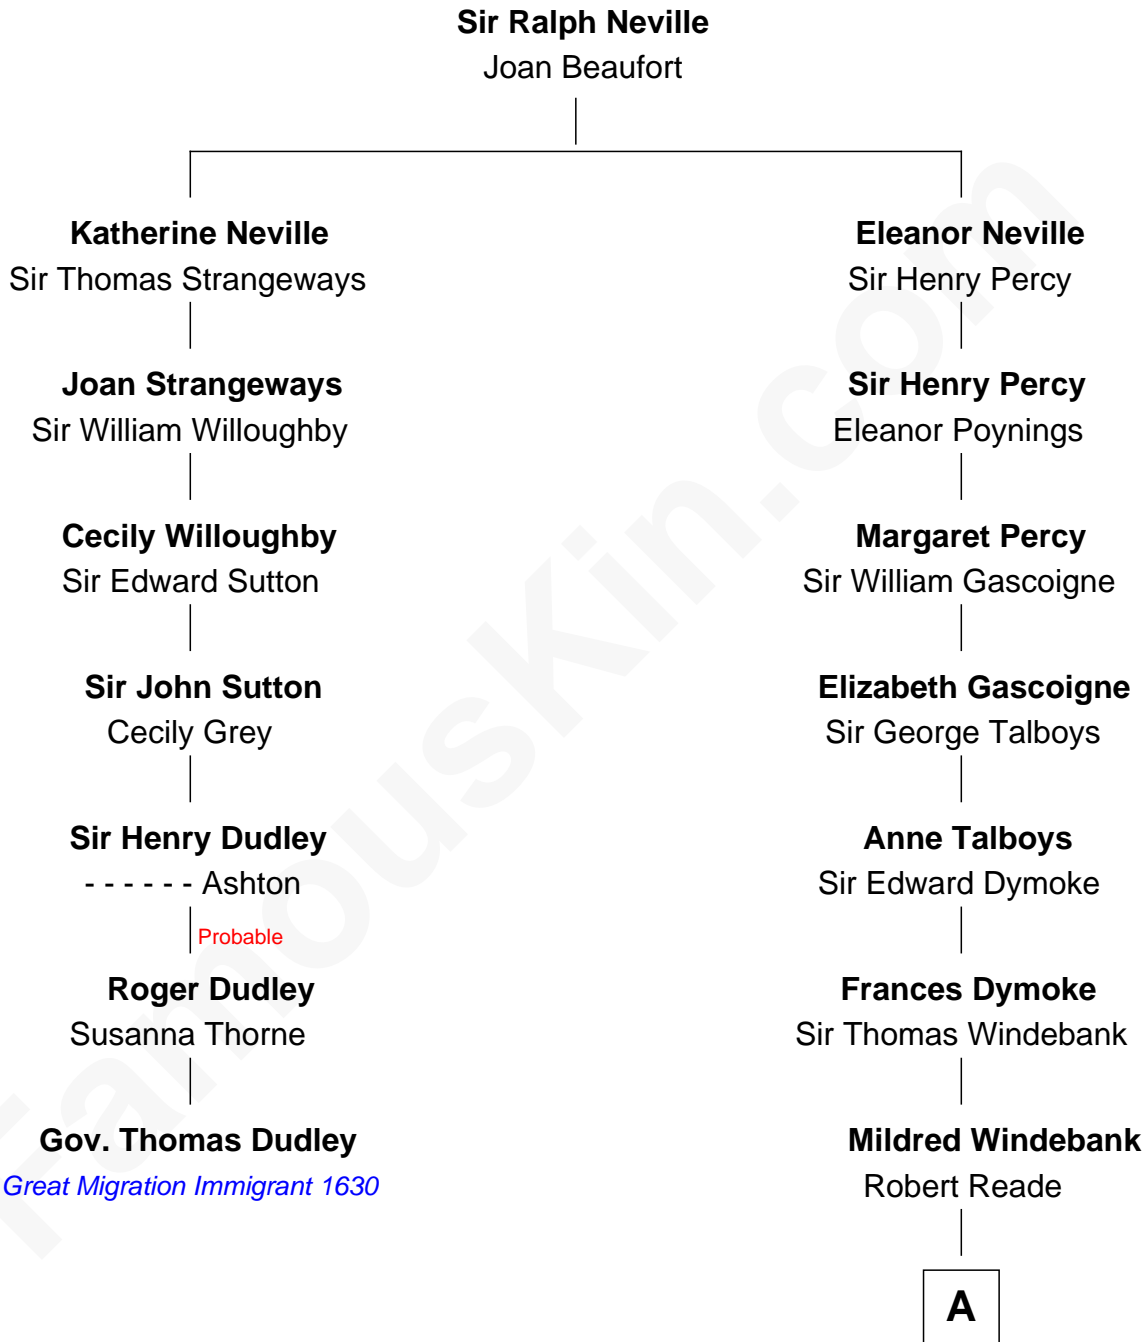 Sir Ralph Neville
Joan Beaufort
Katherine Neville
Sir Thomas Strangeways
Eleanor Neville
Sir Henry Percy
Joan Strangeways
Sir William Willoughby
Sir Henry Percy
Eleanor Poynings
Cecily Willoughby
Sir Edward Sutton
Margaret Percy
Sir William Gascoigne
Sir John Sutton
Cecily Grey
Elizabeth Gascoigne
Sir George Talboys
Sir Henry Dudley
- - - - - - Ashton
Probable
Anne Talboys
Sir Edward Dymoke
Roger Dudley
Susanna Thorne
Frances Dymoke
Sir Thomas Windebank
Gov. Thomas Dudley
Great Migration Immigrant 1630
Mildred Windebank
Robert Reade
A
FamousKin.com